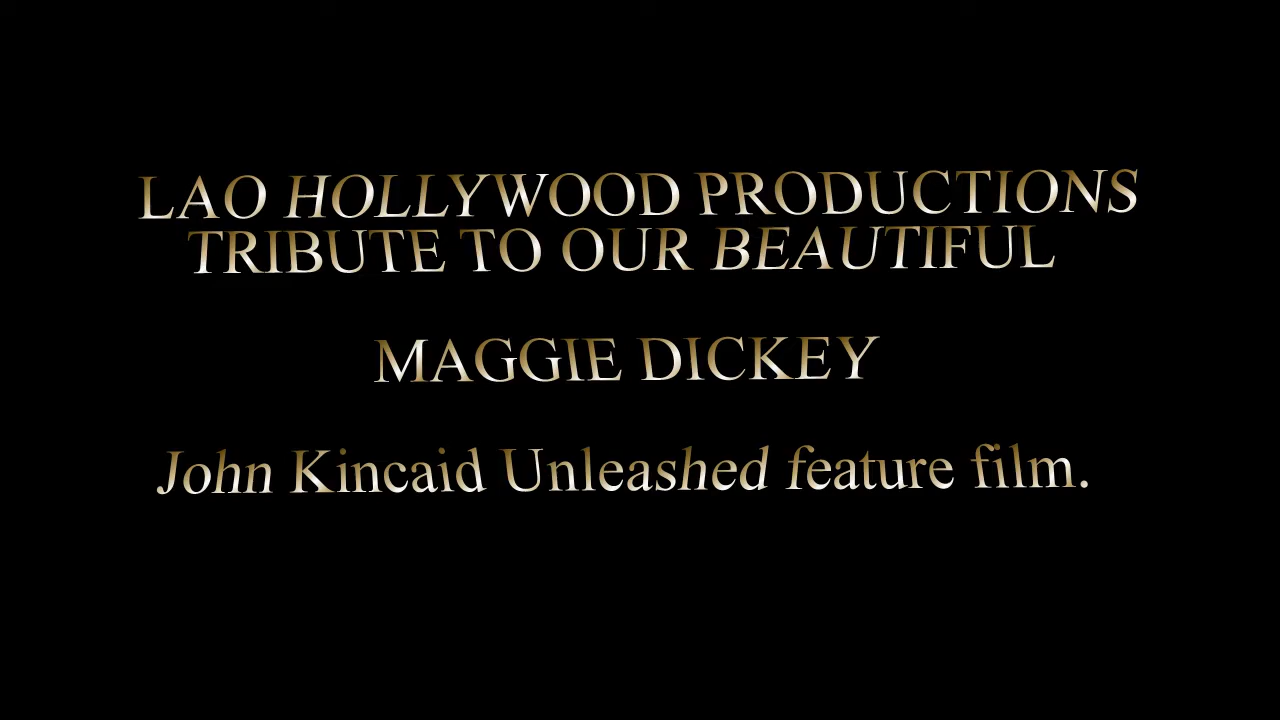 LAO HOLLYWOOD PRODUCTIONS
TRIBUTE TO OUR BEAUTIFUL
MAGGIE DICKEY
John Kincaid Unleashed feature film.